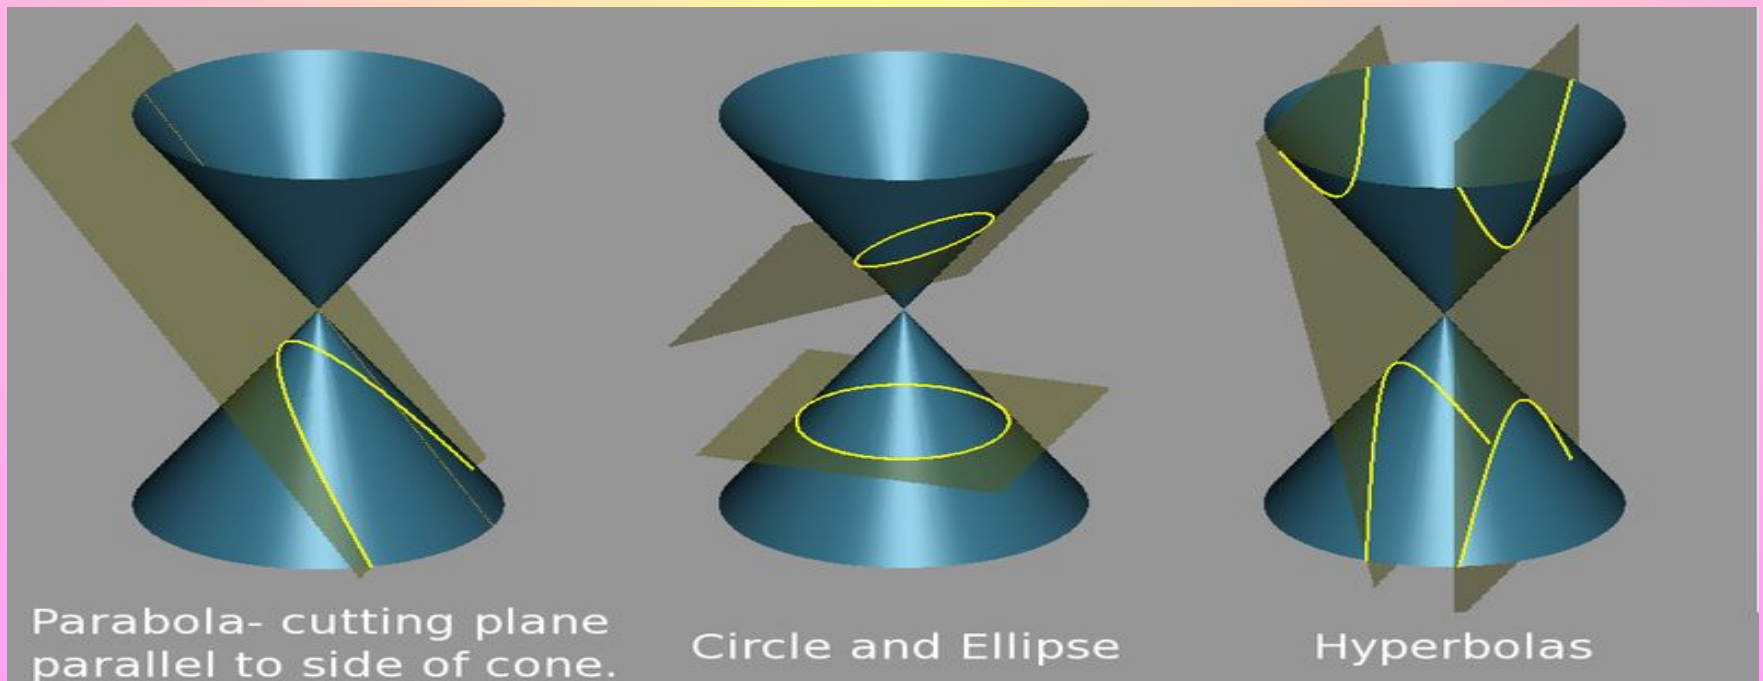 Parabola- cutting plane
parallel to side of cone.
Circle and Ellipse
Hyperbolas